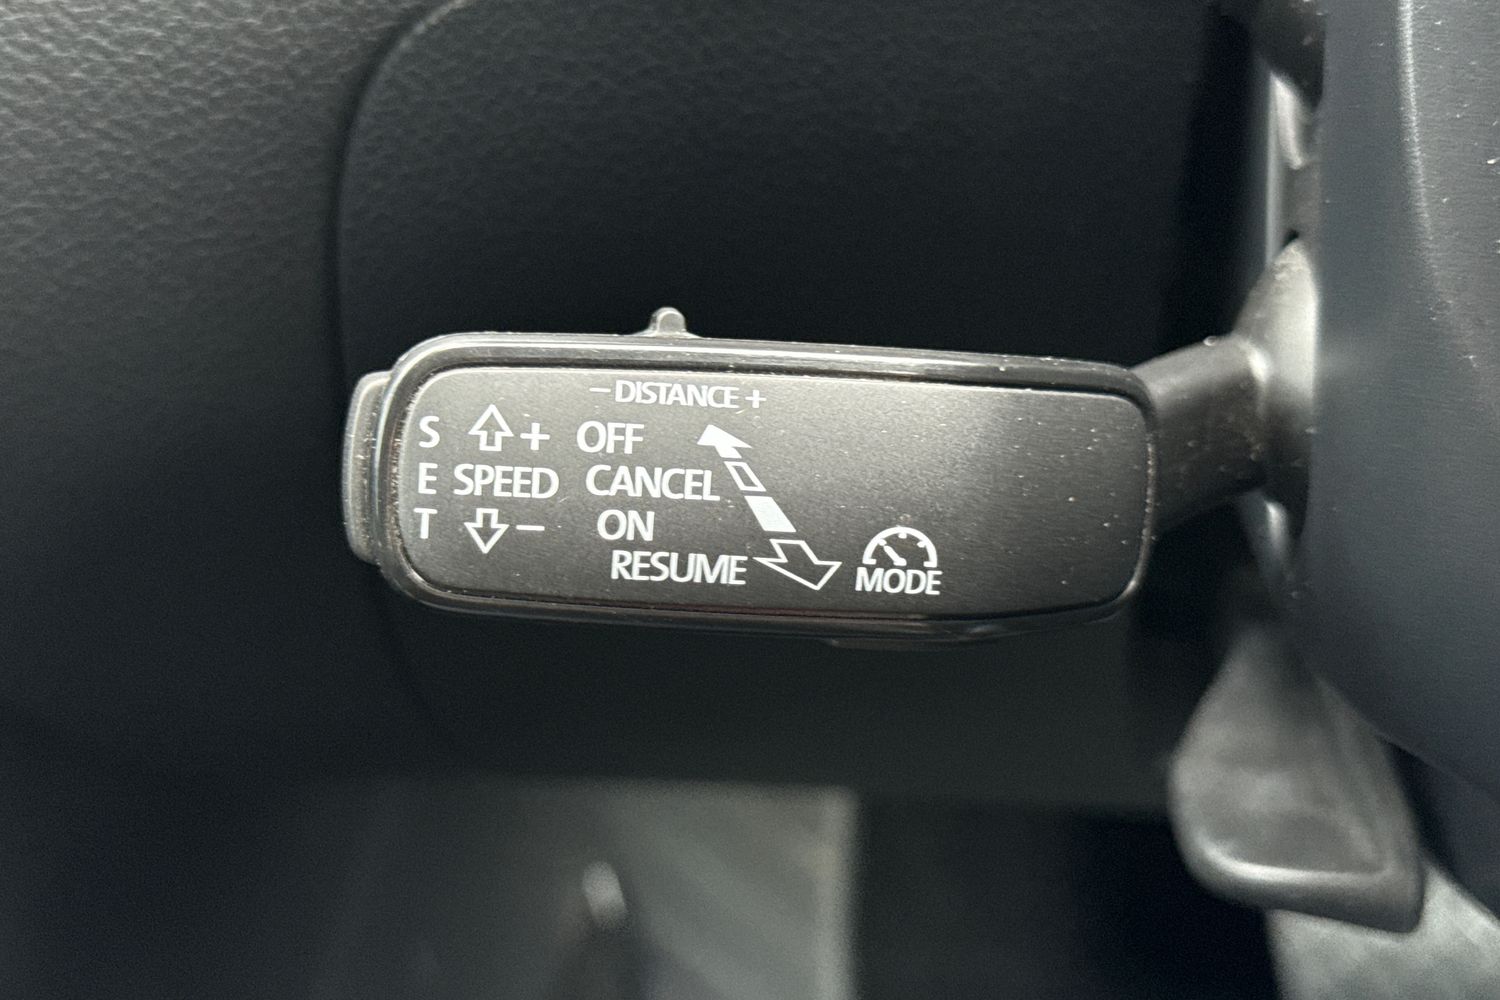 – DISTANCE +
S + OFF
E SPEED CANCEL
T – ON
RESUME
MODE